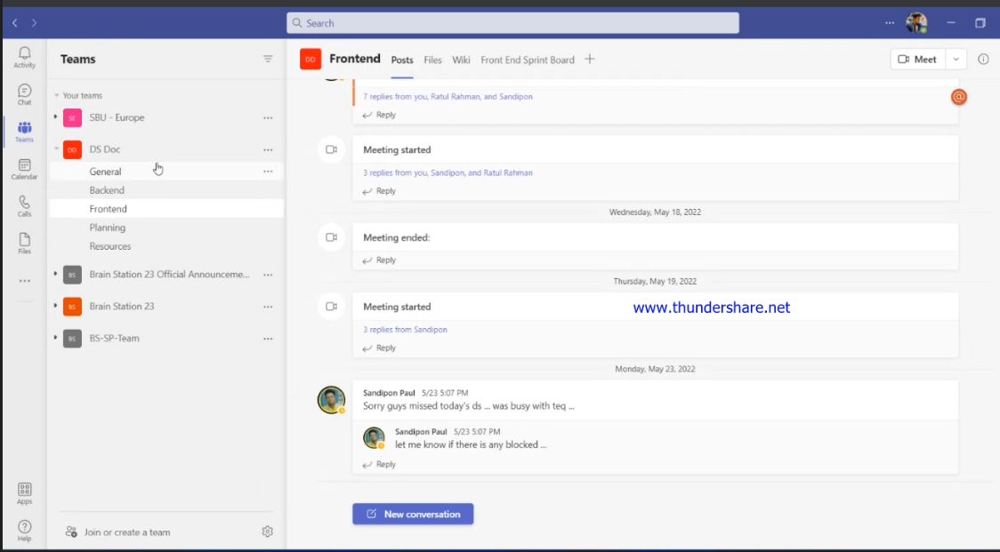 Search
Activity
Chat
Teams
Calendar
Calls
Files
Apps
Help
Teams
Your teams
SE SBU - Europe
DD DS Doc
General
Backend
Frontend
Planning
Resources
BS Brain Station 23 Official Announceme...
BS Brain Station 23
BS BS-SP-Team
Join or create a team
DD Frontend Posts Files Wiki Front End Sprint Board
Meet
7 replies from you, Ratul Rahman, and Sandipon
Reply
Meeting started
3 replies from you, Sandipon, and Ratul Rahman
Reply
Wednesday, May 18, 2022
Meeting ended:
Reply
Thursday, May 19, 2022
Meeting started
www.thundershare.net
3 replies from Sandipon
Reply
Monday, May 23, 2022
Sandipon Paul 5/23 5:07 PM
Sorry guys missed today's ds ... was busy with teq ...
Sandipon Paul 5/23 5:07 PM
let me know if there is any blocked ...
Reply
New conversation